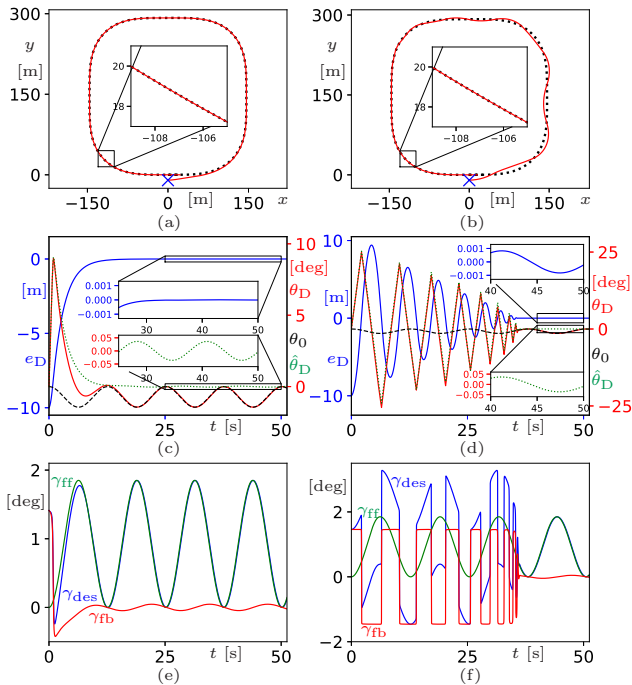 300
y
[m]
150
0
20
18
−108
−106
−150
0
[m]
150
x
(a)
300
y
[m]
150
0
20
18
−108
−106
−150
0
[m]
150
x
(b)
0
[m]
−5
e_D
−10
10
[deg]
θ_D
5
θ_0
θ̂_D
0
0.001
0.000
−0.001
30
40
50
0.05
0.00
−0.05
30
40
50
0
25
t [s]
50
(c)
10
5
[m]
0
−5
e_D
−10
25
[deg]
θ_D
0
θ_0
θ̂_D
−25
0.001
0.000
−0.001
40
45
50
0.05
0.00
−0.05
40
45
50
0
25
t [s]
50
(d)
2
[deg]
1
0
γ_ff
γ_des
γ_fb
0
25
t [s]
50
(e)
2
[deg]
0
−2
γ_des
γ_ff
γ_fb
0
25
t [s]
50
(f)